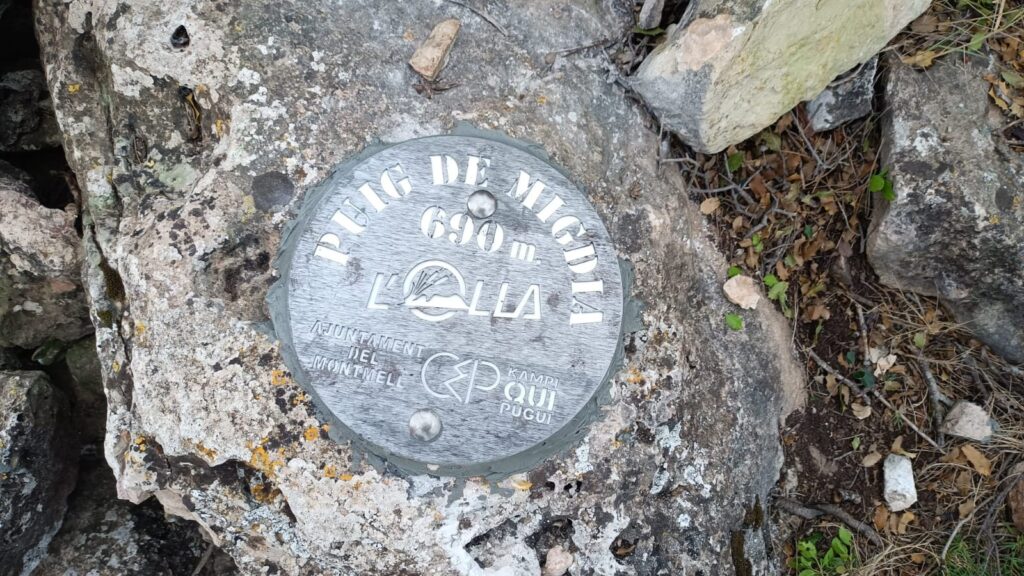 PUIG DE MIGDIA
690 m.
L'OLLA
AJUNTAMENT
DEL
MONTMELL
CEP
KAMPI
QUI
PUGUI